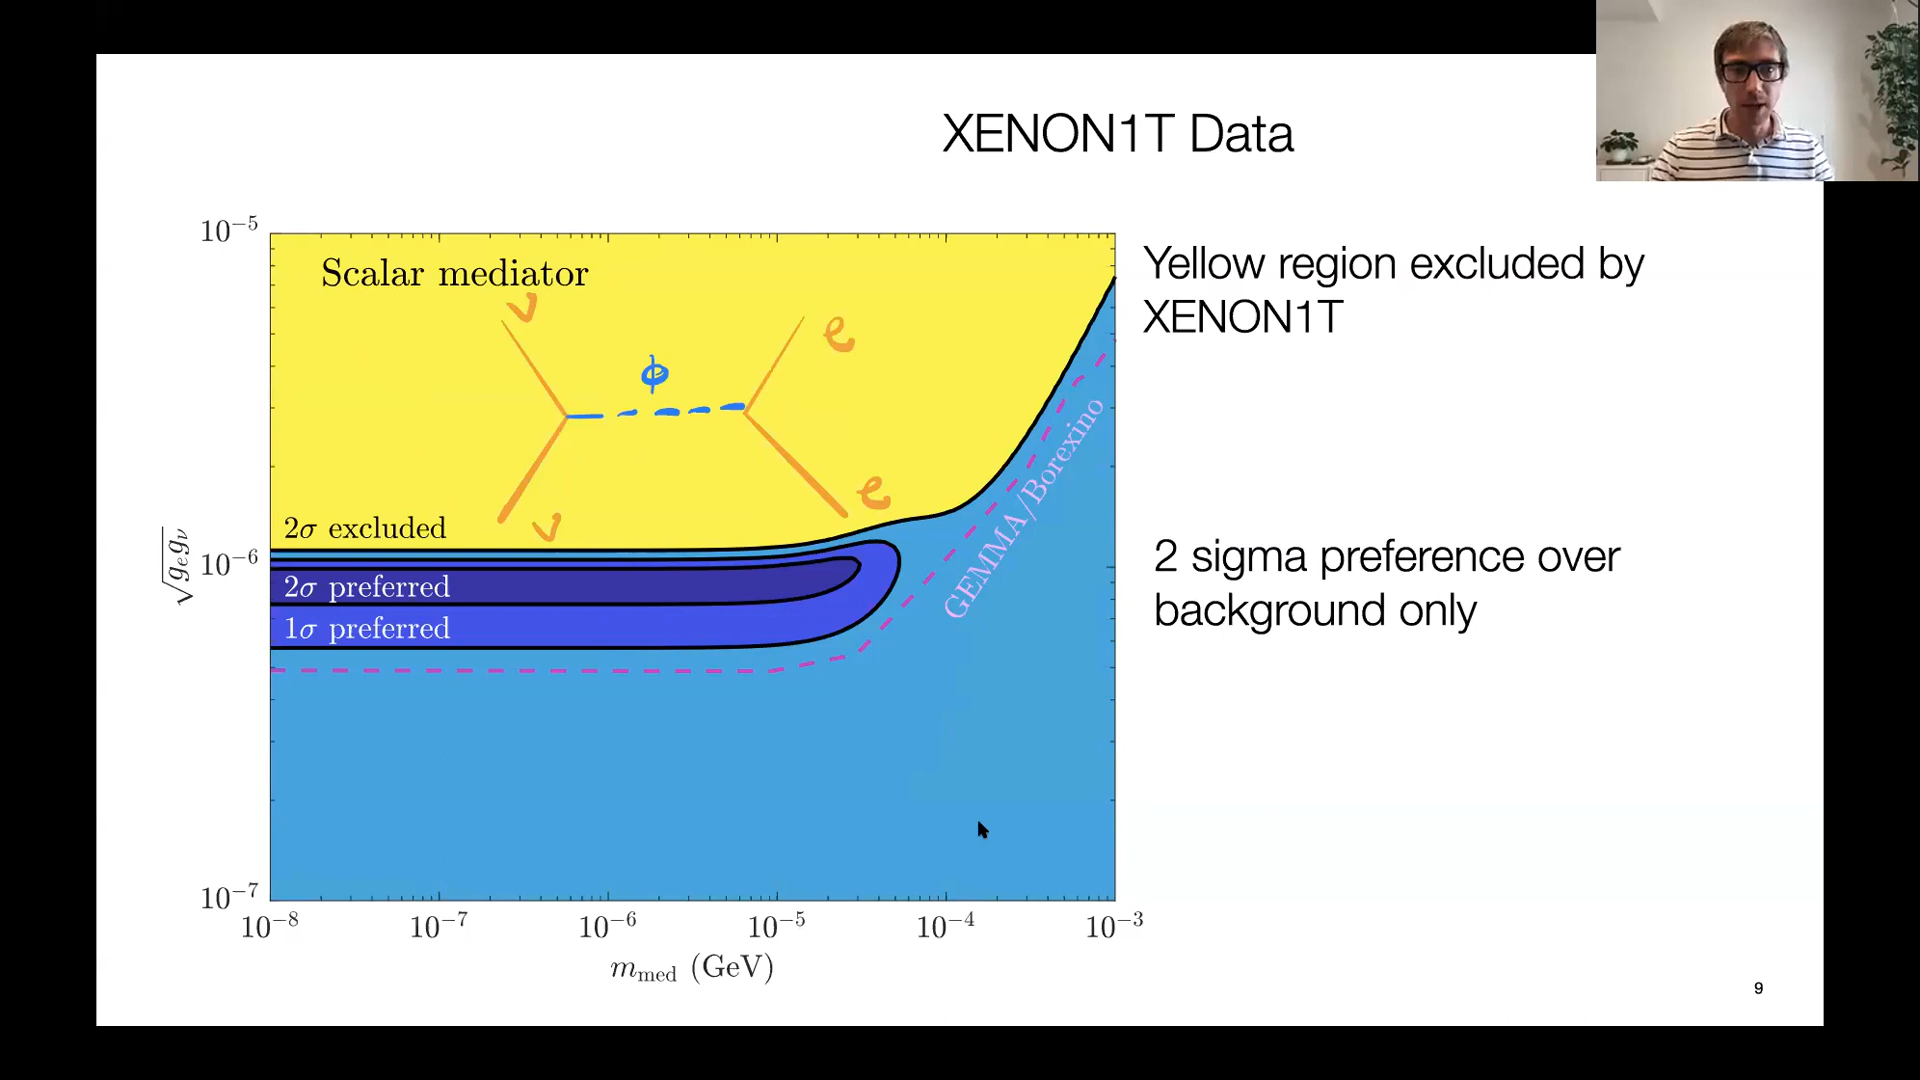 XENON1T Data
10⁻⁵
Scalar mediator
ν
e
ϕ
e
ν
2σ excluded
10⁻⁶
2σ preferred
1σ preferred
GEMMA/Borexino
√gₑgᵥ
10⁻⁷
10⁻⁸ 10⁻⁷ 10⁻⁶ 10⁻⁵ 10⁻⁴ 10⁻³
m_med (GeV)
Yellow region excluded by
XENON1T
2 sigma preference over
background only
9